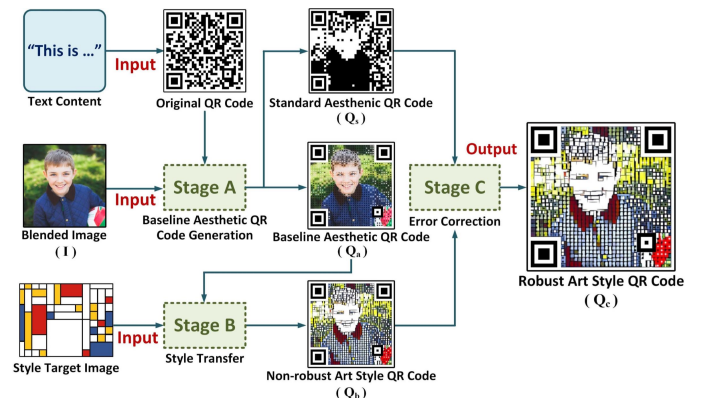 “This is ...”
Input
Text Content
Original QR Code
Standard Aesthenic QR Code
( Qs )
Input
Stage A
Baseline Aesthetic QR
Code Generation
Blended Image
( I )
Baseline Aesthetic QR Code
( Qa )
Output
Stage C
Error Correction
Robust Art Style QR Code
( Qc )
Input
Stage B
Style Transfer
Style Target Image
Non-robust Art Style QR Code
( Qb )